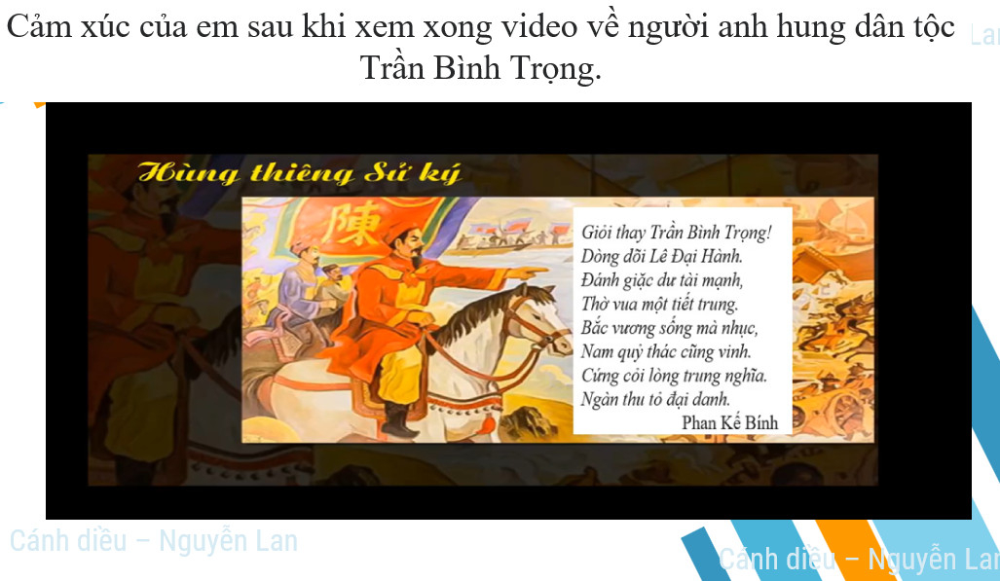 Cảm xúc của em sau khi xem xong video về người anh hung dân tộc
Trần Bình Trọng.
Hùng thiêng Sử ký
陳
Giỏi thay Trần Bình Trọng!
Dòng dõi Lê Đại Hành.
Đánh giặc dư tài mạnh,
Thờ vua một tiết trung.
Bắc vương sống mà nhục,
Nam quỷ thác cũng vinh.
Cứng cỏi lòng trung nghĩa.
Ngàn thu tỏ đại danh.
Phan Kế Bính
Cánh diều – Nguyễn Lan
Cánh diều – Nguyễn Lan